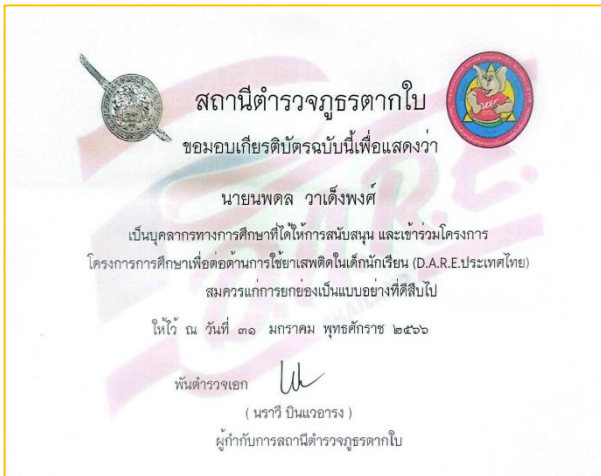 สถานีตำรวจภูธรตากใบ
ขอมอบเกียรติบัตรฉบับนี้เพื่อแสดงว่า
นายนพดล วาเด็งพงศ์
เป็นบุคลากรทางการศึกษาที่ได้ให้การสนับสนุน และเข้าร่วมโครงการ
โครงการการศึกษาเพื่อต่อต้านการใช้ยาเสพติดในเด็กนักเรียน (D.A.R.E.ประเทศไทย)
สมควรแก่การยกย่องเป็นแบบอย่างที่ดีสืบไป
ให้ไว้ ณ วันที่ ๓๑ มกราคม พุทธศักราช ๒๕๖๖
พันตำรวจเอก
( นราวี บินแวอารง )
ผู้กำกับการสถานีตำรวจภูธรตากใบ
D.A.R.E.